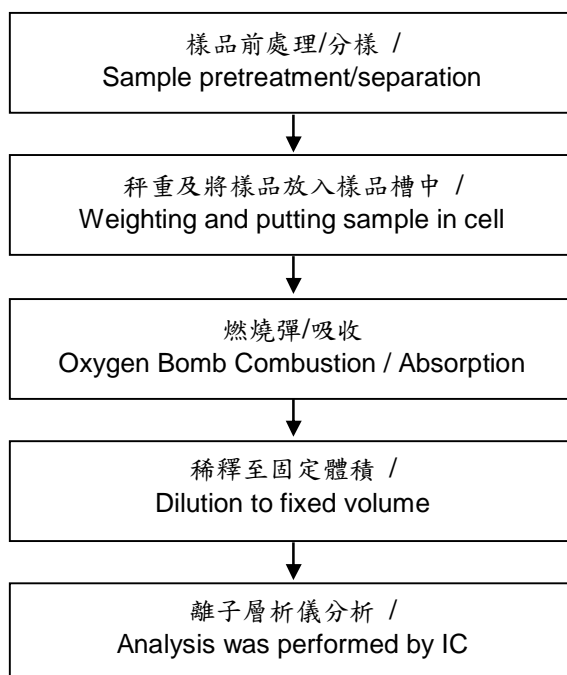 樣品前處理/分樣 /
Sample pretreatment/separation
秤重及將樣品放入樣品槽中 /
Weighting and putting sample in cell
燃燒彈/吸收
Oxygen Bomb Combustion / Absorption
稀釋至固定體積 /
Dilution to fixed volume
離子層析儀分析 /
Analysis was performed by IC